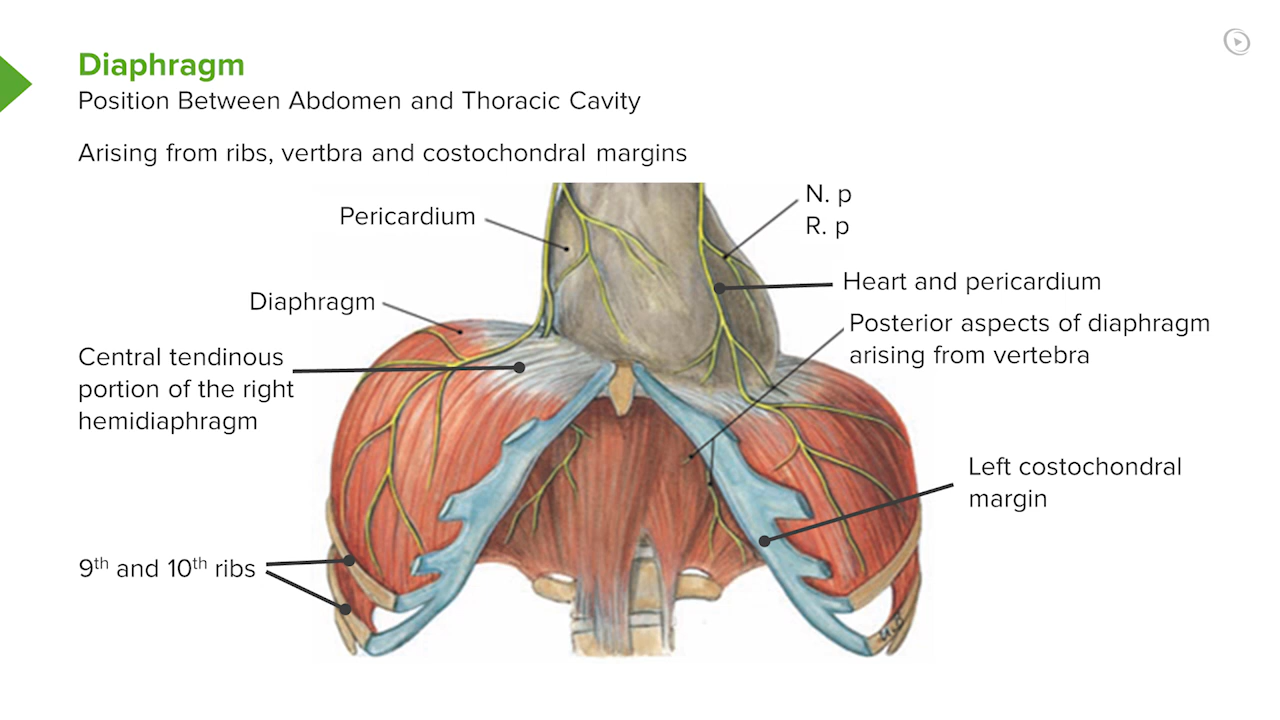 Diaphragm
Position Between Abdomen and Thoracic Cavity
Arising from ribs, vertbra and costochondral margins
Pericardium
N. p
R. p
Diaphragm
Heart and pericardium
Posterior aspects of diaphragm
arising from vertebra
Central tendinous
portion of the right
hemidiaphragm
Left costochondral
margin
9th and 10th ribs